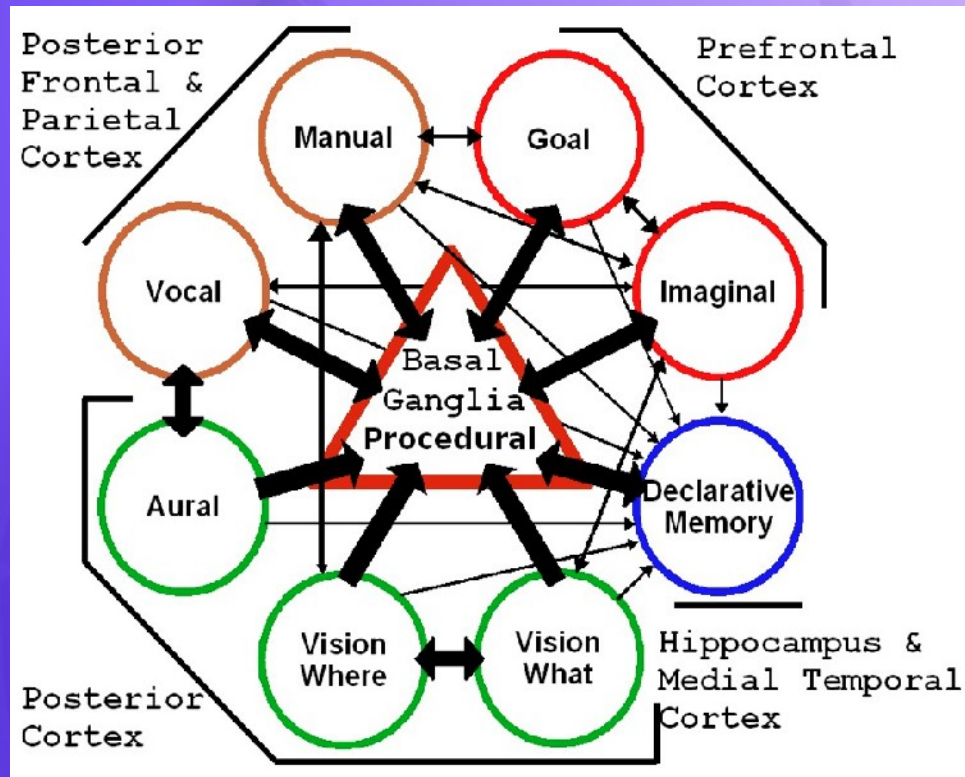 Posterior
Frontal &
Parietal
Cortex
Prefrontal
Cortex
Manual
Goal
Vocal
Imaginal
Basal
Ganglia
Procedural
Aural
Declarative
Memory
Vision
Where
Vision
What
Posterior
Cortex
Hippocampus &
Medial Temporal
Cortex